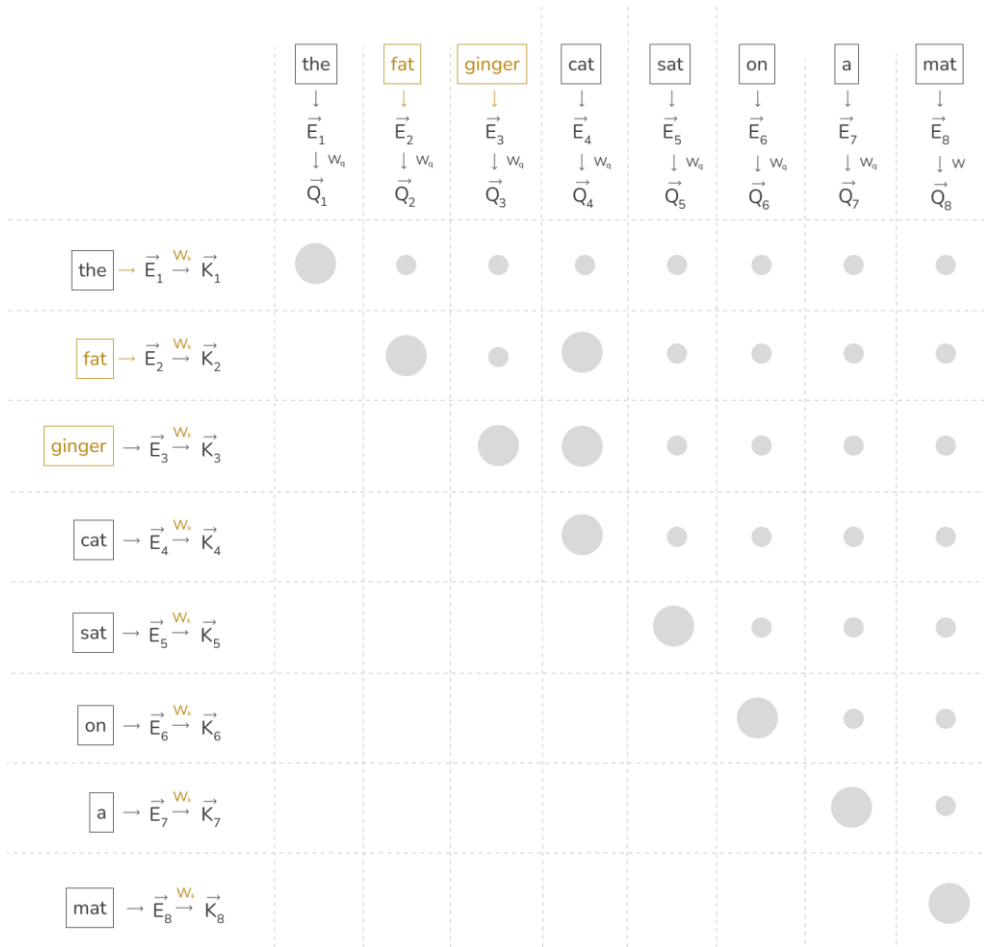 the fat ginger cat sat on a mat
↓ ↓ ↓ ↓ ↓ ↓ ↓ ↓
E₁ E₂ E₃ E₄ E₅ E₆ E₇ E₈
↓ Wq ↓ Wq ↓ Wq ↓ Wq ↓ Wq ↓ Wq ↓ Wq ↓ W
Q₁ Q₂ Q₃ Q₄ Q₅ Q₆ Q₇ Q₈
the → E₁ Wk → K₁
fat → E₂ Wk → K₂
ginger → E₃ Wk → K₃
cat → E₄ Wk → K₄
sat → E₅ Wk → K₅
on → E₆ Wk → K₆
a → E₇ Wk → K₇
mat → E₈ Wk → K₈